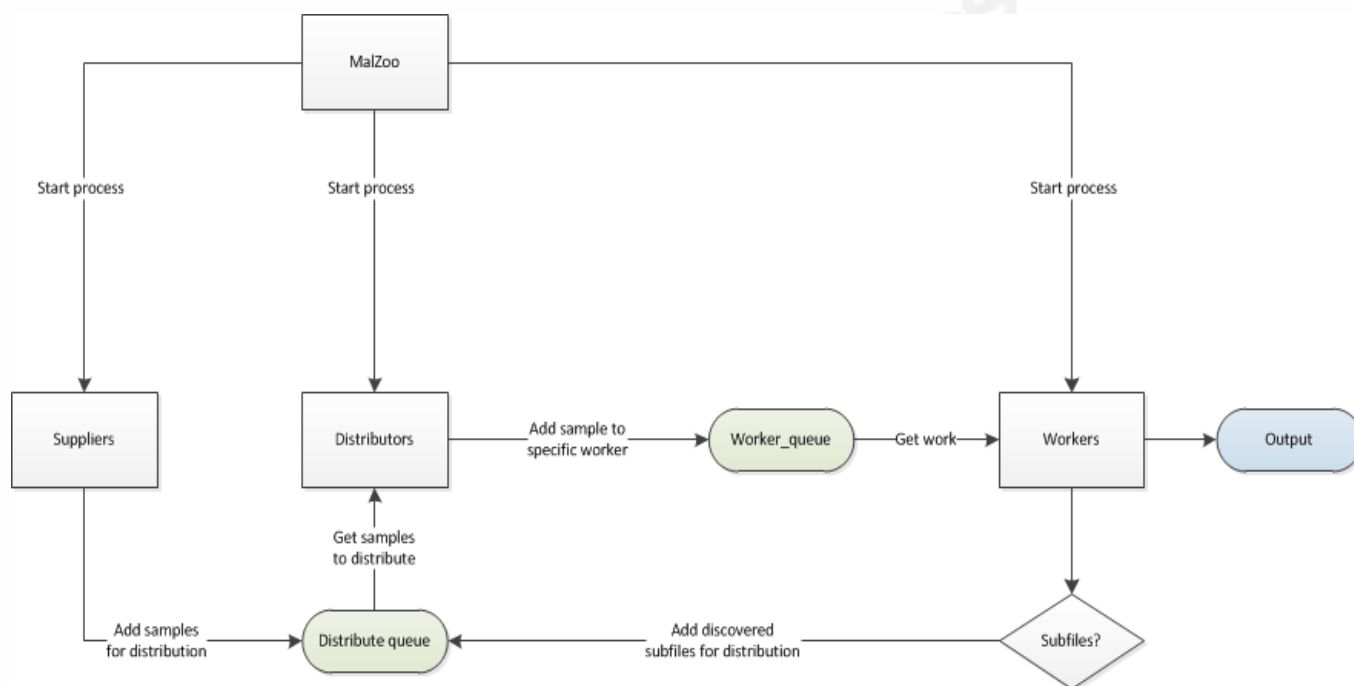 MalZoo
Start process
Start process
Start process
Suppliers
Distributors
Add sample to
specific worker
Worker_queue
Get work
Workers
Output
Get samples
to distribute
Add samples
for distribution
Distribute queue
Add discovered
subfiles for distribution
Subfiles?